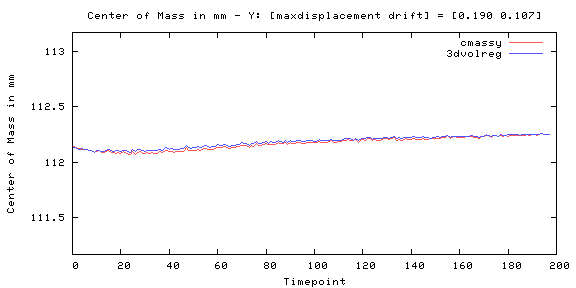 Center of Mass in mm - Y: [maxdisplacement drift] = [0.190 0.107]
113
cmassy
3dvolreg
112.5
Center of Mass in mm
112
111.5
0 20 40 60 80 100 120 140 160 180 200
Timepoint